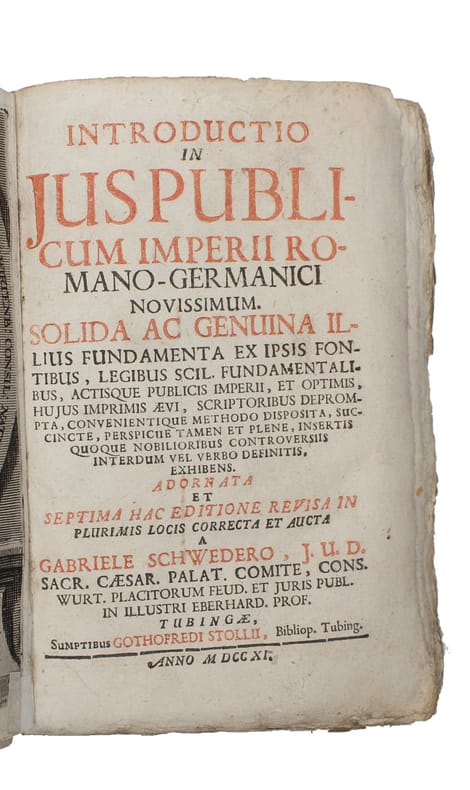 INTRODUCTIO
IN
JUS PUBLI-
CUM IMPERII RO-
MANO-GERMANICI
NOVISSIMUM.
SOLIDA AC GENUINA IL-
LIUS FUNDAMENTA EX IPSIS FON-
TIBUS, LEGIBUS SCIL. FUNDAMENTALI-
BUS, ACTISQUE PUBLICIS IMPERII, ET OPTIMIS,
HUJUS IMPRIMIS ÆVI, SCRIPTORIBUS DEPROM-
PTA, CONVENIENTIQUE METHODO DISPOSITA, SUC-
CINCTE, PERSPICUE TAMEN ET PLENE, INSERTIS
QUOQUE NOBILIORIBUS CONTROVERSIIS
INTERDUM VEL VERBO DEFINITIS,
EXHIBENS.
ADORNATA
ET
SEPTIMA HAC EDITIONE REVISA IN
PLURIMIS LOCIS CORRECTA ET AUCTA
A
GABRIELE SCHWEDERO, J. U. D.
SACR. CÆSAR. PALAT. COMITE, CONS.
WURT. PLACITORUM FEUD. ET JURIS PUBL.
IN ILLUSTRI EBERHARD. PROF.
TUBINGÆ,
SUMPTIBUS GOTHOFREDI STOLLII, Bibliop. Tubing.
ANNO MDCCXI.